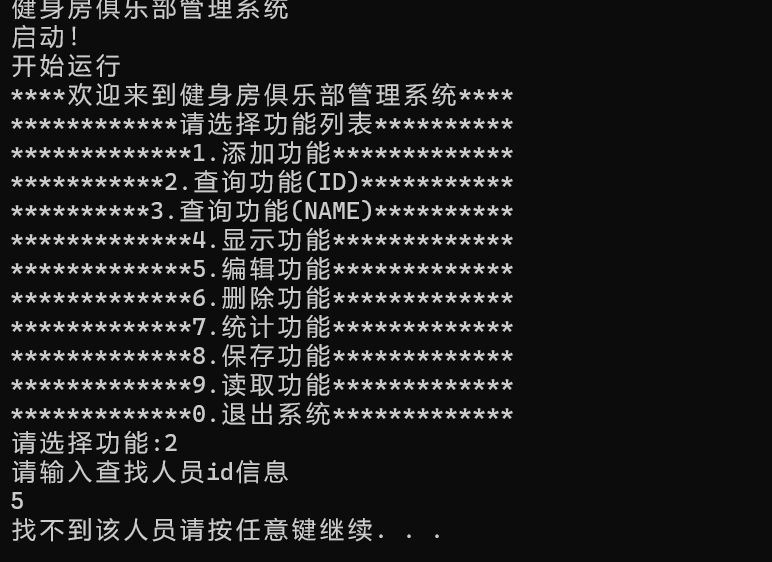 健身房俱乐部管理系统
启动!
开始运行
****欢迎来到健身房俱乐部管理系统****
************请选择功能列表**********
*************1.添加功能*************
***********2.查询功能(ID)***********
**********3.查询功能(NAME)**********
*************4.显示功能*************
*************5.编辑功能*************
*************6.删除功能*************
*************7.统计功能*************
*************8.保存功能*************
*************9.读取功能*************
*************0.退出系统*************
请选择功能:2
请输入查找人员id信息
5
找不到该人员请按任意键继续. . .